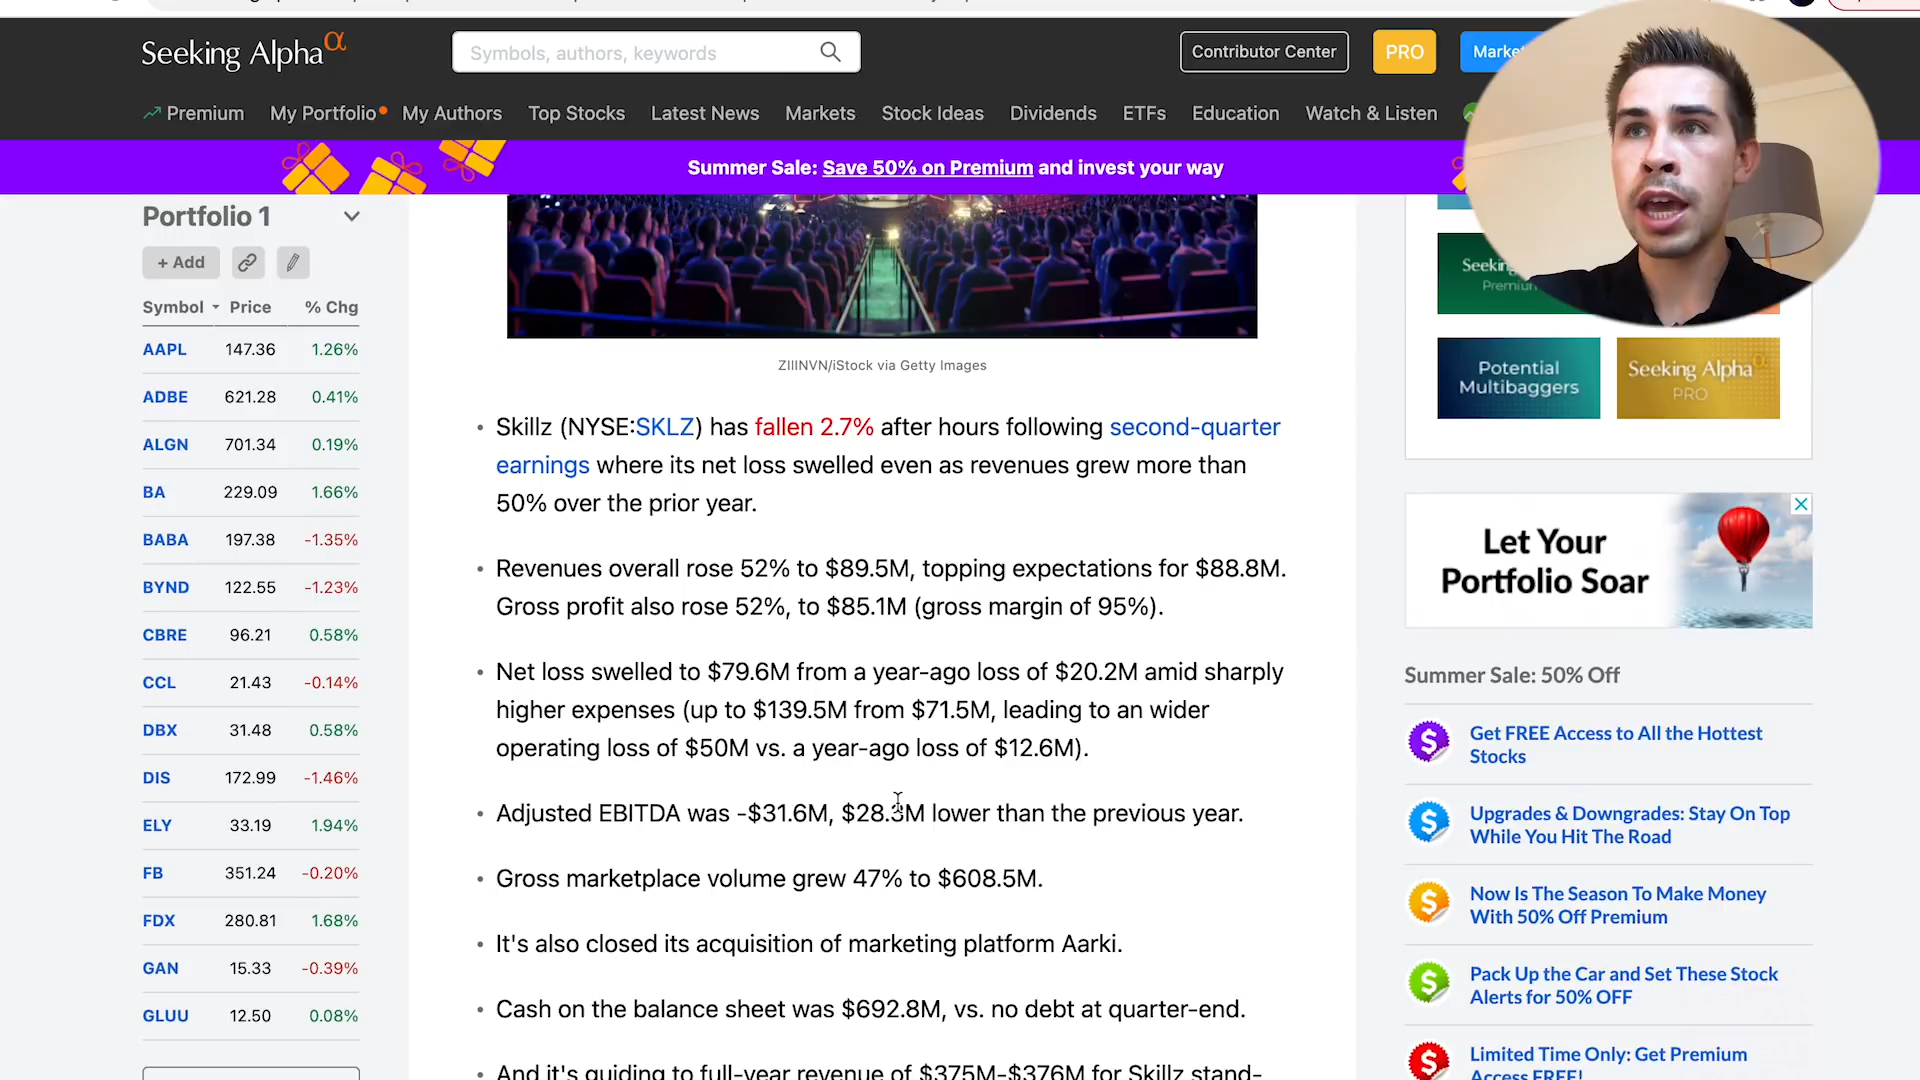 Seeking Alpha α
Symbols, authors, keywords
Contributor Center
PRO
Premium
My Portfolio
My Authors
Top Stocks
Latest News
Markets
Stock Ideas
Dividends
ETFs
Education
Watch & Listen
Summer Sale: Save 50% on Premium and invest your way
Portfolio 1
+ Add
Symbol Price % Chg
AAPL 147.36 1.26%
ADBE 621.28 0.41%
ALGN 701.34 0.19%
BA 229.09 1.66%
BABA 197.38 -1.35%
BYND 122.55 -1.23%
CBRE 96.21 0.58%
CCL 21.43 -0.14%
DBX 31.48 0.58%
DIS 172.99 -1.46%
ELY 33.19 1.94%
FB 351.24 -0.20%
FDX 280.81 1.68%
GAN 15.33 -0.39%
GLUU 12.50 0.08%
ZIIINVN/iStock via Getty Images
• Skillz (NYSE:SKLZ) has fallen 2.7% after hours following second-quarter
earnings where its net loss swelled even as revenues grew more than
50% over the prior year.
• Revenues overall rose 52% to $89.5M, topping expectations for $88.8M.
Gross profit also rose 52%, to $85.1M (gross margin of 95%).
• Net loss swelled to $79.6M from a year-ago loss of $20.2M amid sharply
higher expenses (up to $139.5M from $71.5M, leading to an wider
operating loss of $50M vs. a year-ago loss of $12.6M).
• Adjusted EBITDA was -$31.6M, $28.3M lower than the previous year.
• Gross marketplace volume grew 47% to $608.5M.
• It's also closed its acquisition of marketing platform Aarki.
• Cash on the balance sheet was $692.8M, vs. no debt at quarter-end.
• And it's guiding to full-year revenue of $375M-$376M for Skillz stand-
Potential
Multibaggers
Seeking Alpha α
PRO
Let Your
Portfolio Soar
Summer Sale: 50% Off
Get FREE Access to All the Hottest
Stocks
Upgrades & Downgrades: Stay On Top
While You Hit The Road
Now Is The Season To Make Money
With 50% Off Premium
Pack Up the Car and Set These Stock
Alerts for 50% OFF
Limited Time Only: Get Premium
Access FREE!